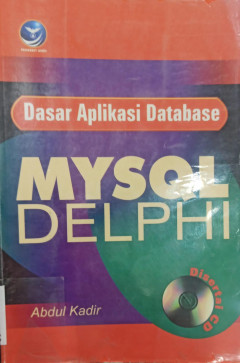 Dasar Aplikasi Database
MYSQL
DELPHI
Disertai CD
Abdul Kadir